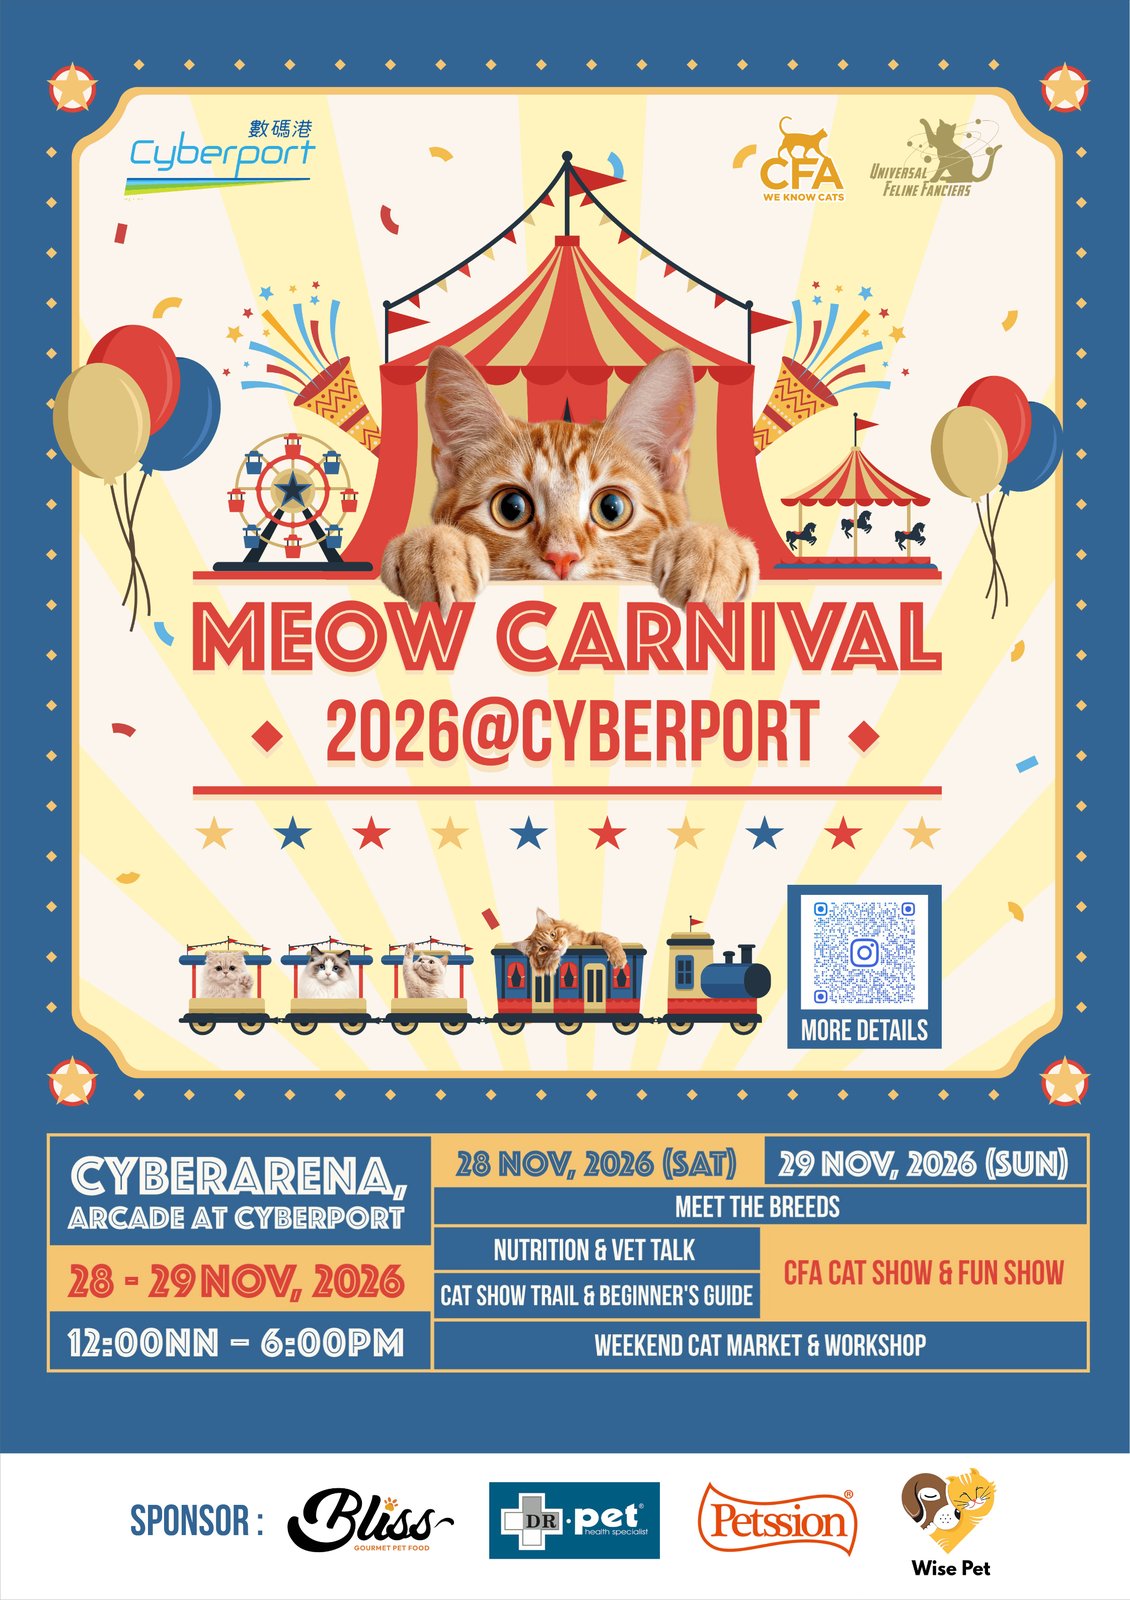 數碼港
Cyberport
CFA
WE KNOW CATS
UNIVERSAL
FELINE FANCIERS
MEOW CARNIVAL
2026@CYBERPORT
MORE DETAILS
CYBERARENA,
ARCADE AT CYBERPORT
28 - 29 NOV, 2026
12:00NN – 6:00PM
28 NOV, 2026 (SAT)
29 NOV, 2026 (SUN)
MEET THE BREEDS
NUTRITION & VET TALK
CAT SHOW TRAIL & BEGINNER'S GUIDE
CFA CAT SHOW & FUN SHOW
WEEKEND CAT MARKET & WORKSHOP
SPONSOR :
Bliss
GOURMET PET FOOD
DR.pet®
health specialist
Petssion®
Wise Pet